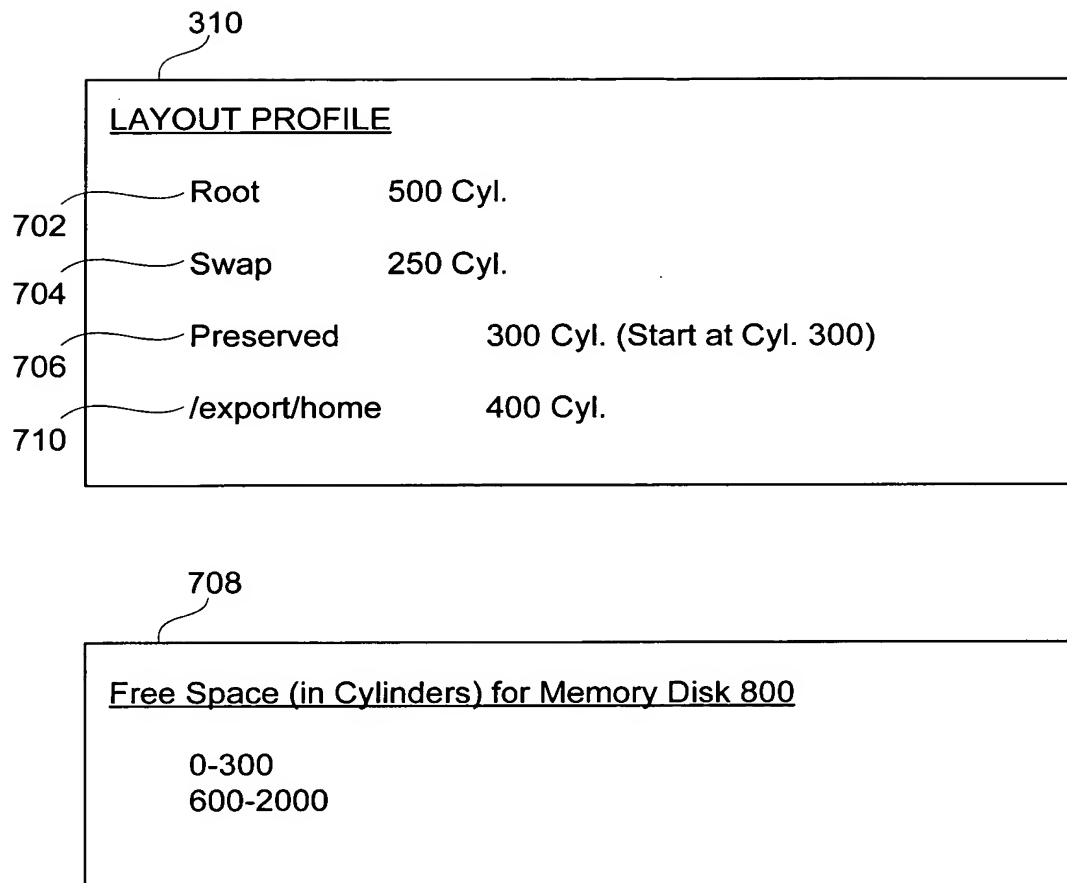 310
LAYOUT PROFILE
702 Root 500 Cyl.
704 Swap 250 Cyl.
706 Preserved 300 Cyl. (Start at Cyl. 300)
710 /export/home 400 Cyl.
708
Free Space (in Cylinders) for Memory Disk 800
0-300
600-2000